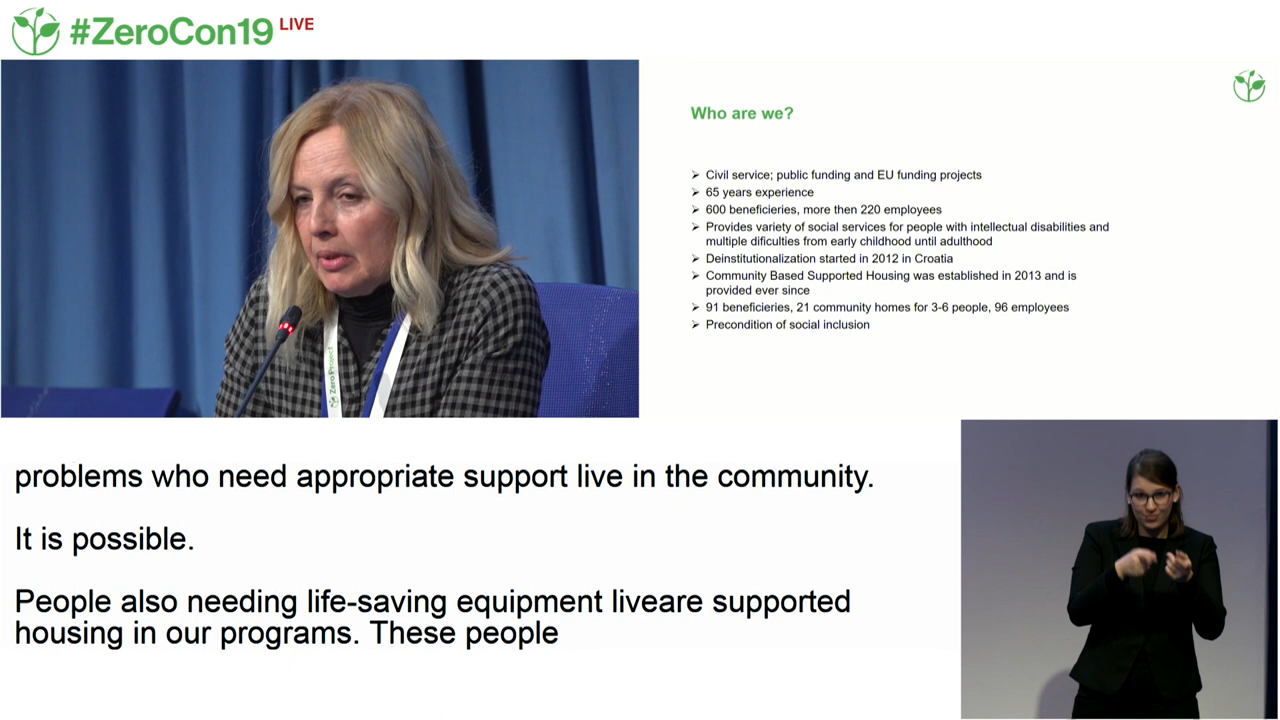 #ZeroCon19 LIVE
Who are we?
Civil service; public funding and EU funding projects
65 years experience
600 beneficieries, more then 220 employees
Provides variety of social services for people with intellectual disabilities and
multiple dificulties from early childhood until adulthood
Deinstitutionalization started in 2012 in Croatia
Community Based Supported Housing was established in 2013 and is
provided ever since
91 beneficieries, 21 community homes for 3-6 people, 96 employees
Precondition of social inclusion
Zero Project
problems who need appropriate support live in the community.
It is possible.
People also needing life-saving equipment liveare supported
housing in our programs. These people